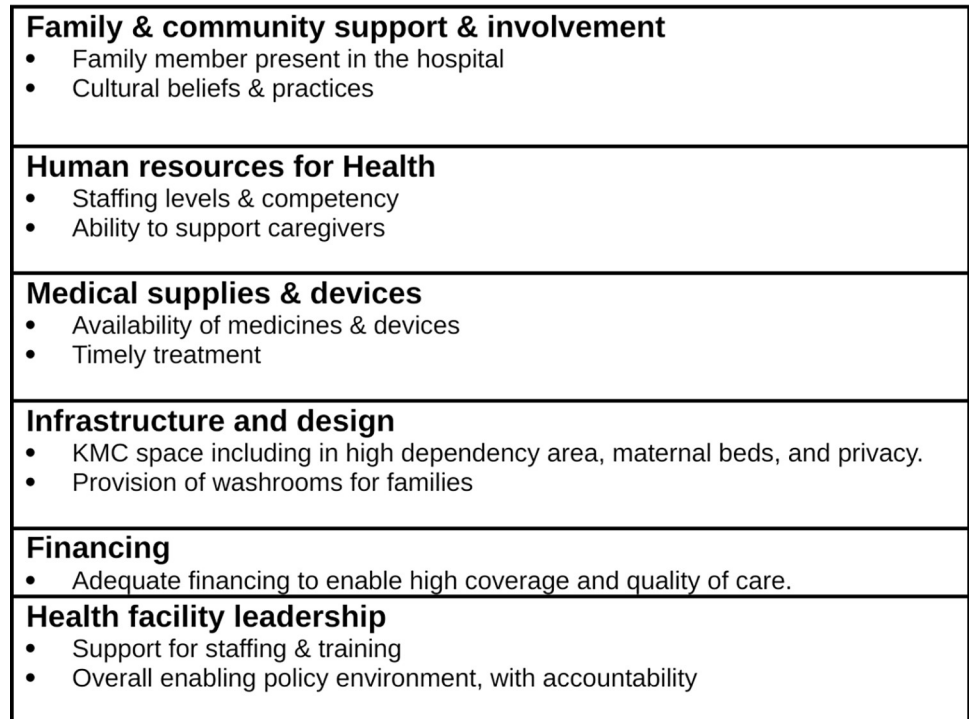 Family & community support & involvement
• Family member present in the hospital
• Cultural beliefs & practices
Human resources for Health
• Staffing levels & competency
• Ability to support caregivers
Medical supplies & devices
• Availability of medicines & devices
• Timely treatment
Infrastructure and design
• KMC space including in high dependency area, maternal beds, and privacy.
• Provision of washrooms for families
Financing
• Adequate financing to enable high coverage and quality of care.
Health facility leadership
• Support for staffing & training
• Overall enabling policy environment, with accountability